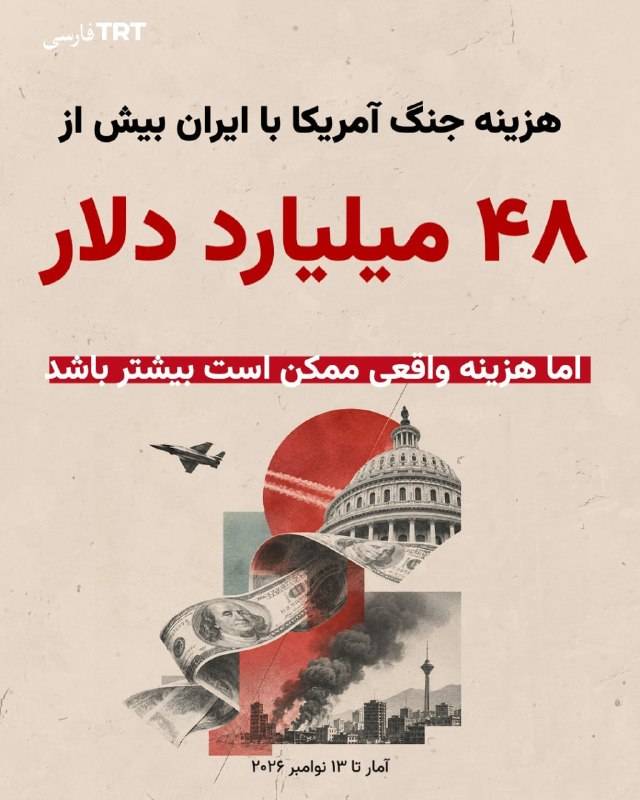 TRT فارسی
هزینه جنگ آمریکا با ایران بیش از
۴۸ میلیارد دلار
اما هزینه واقعی ممکن است بیشتر باشد
آمار تا ۱۳ نوامبر ۲۰۲۶